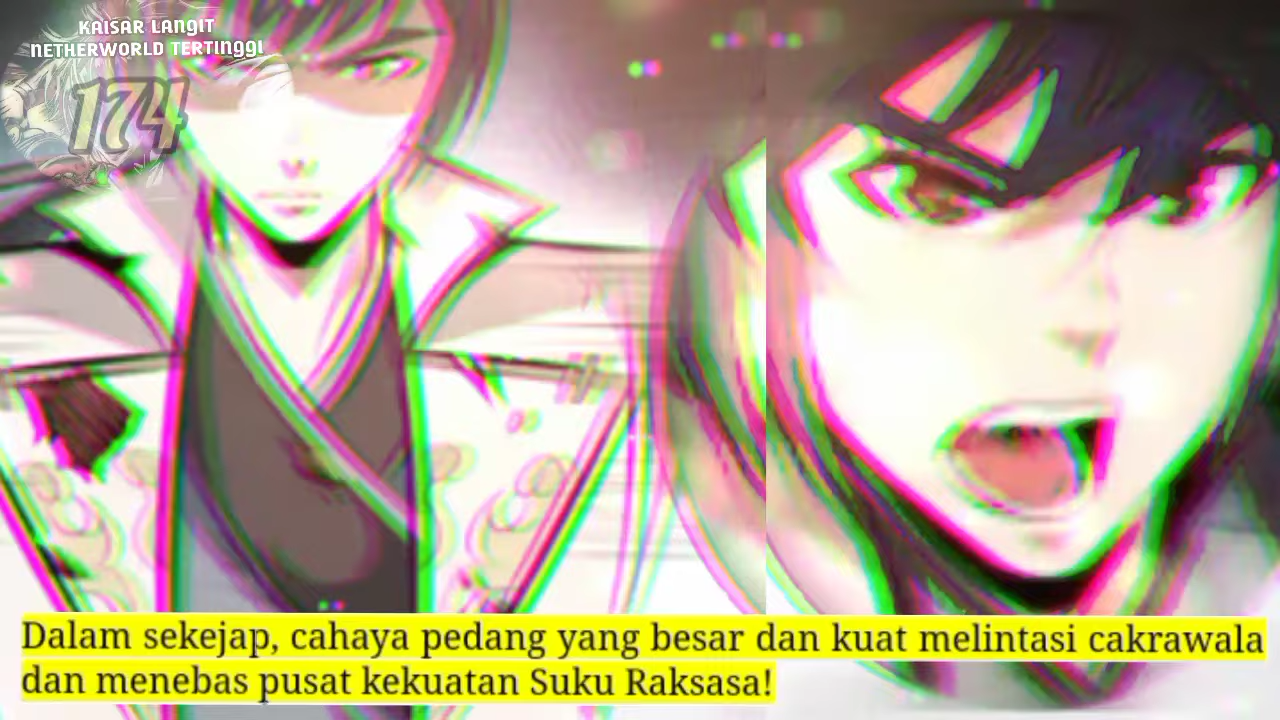 KAISAR LANGIT
NETHERWORLD TERTINGGI
174
Dalam sekejap, cahaya pedang yang besar dan kuat melintasi cakrawala
dan menebas pusat kekuatan Suku Raksasa!